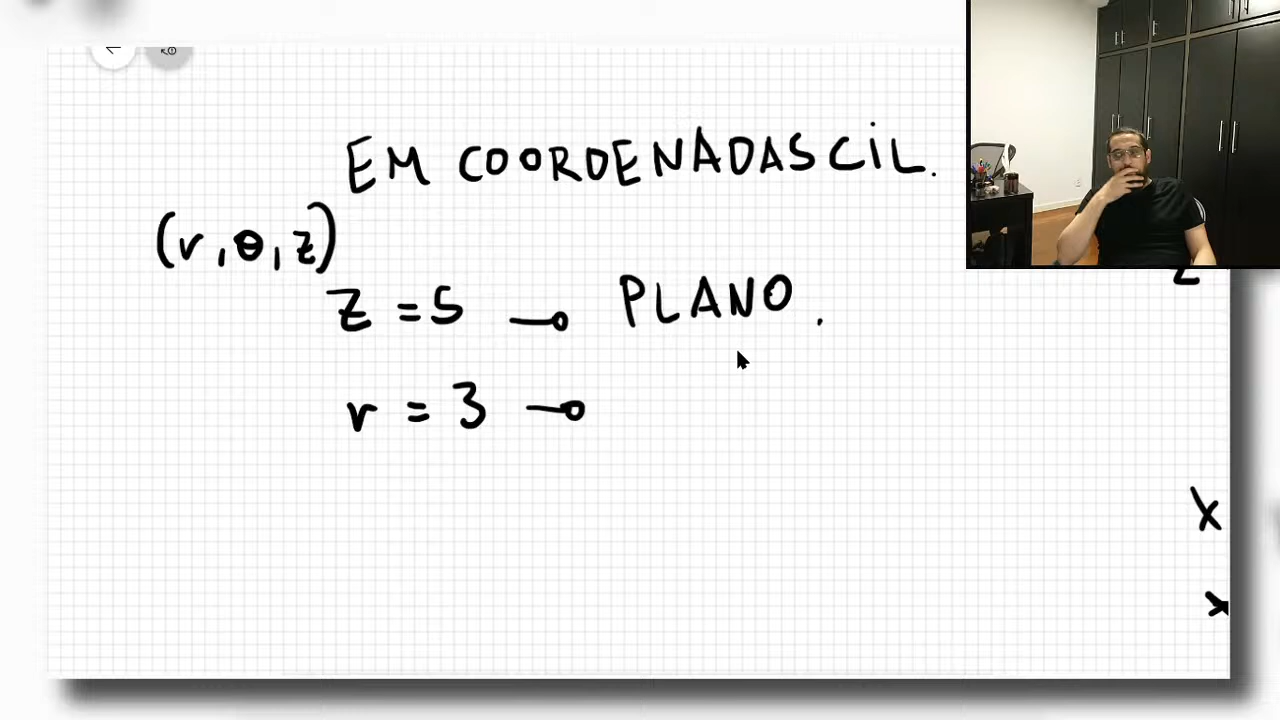 EM COORDENADAS CIL.
(r, θ, z)
z = 5 → PLANO.
r = 3 →
z
x